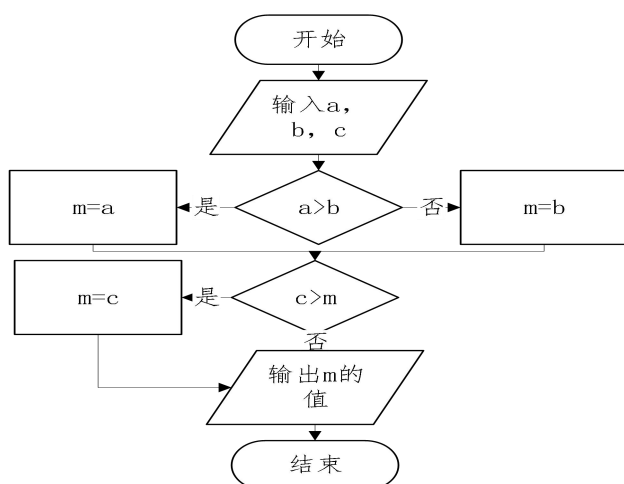 开始
输入a，
b，c
m=a
是
a>b
否
m=b
m=c
是
c>m
否
输出m的
值
结束